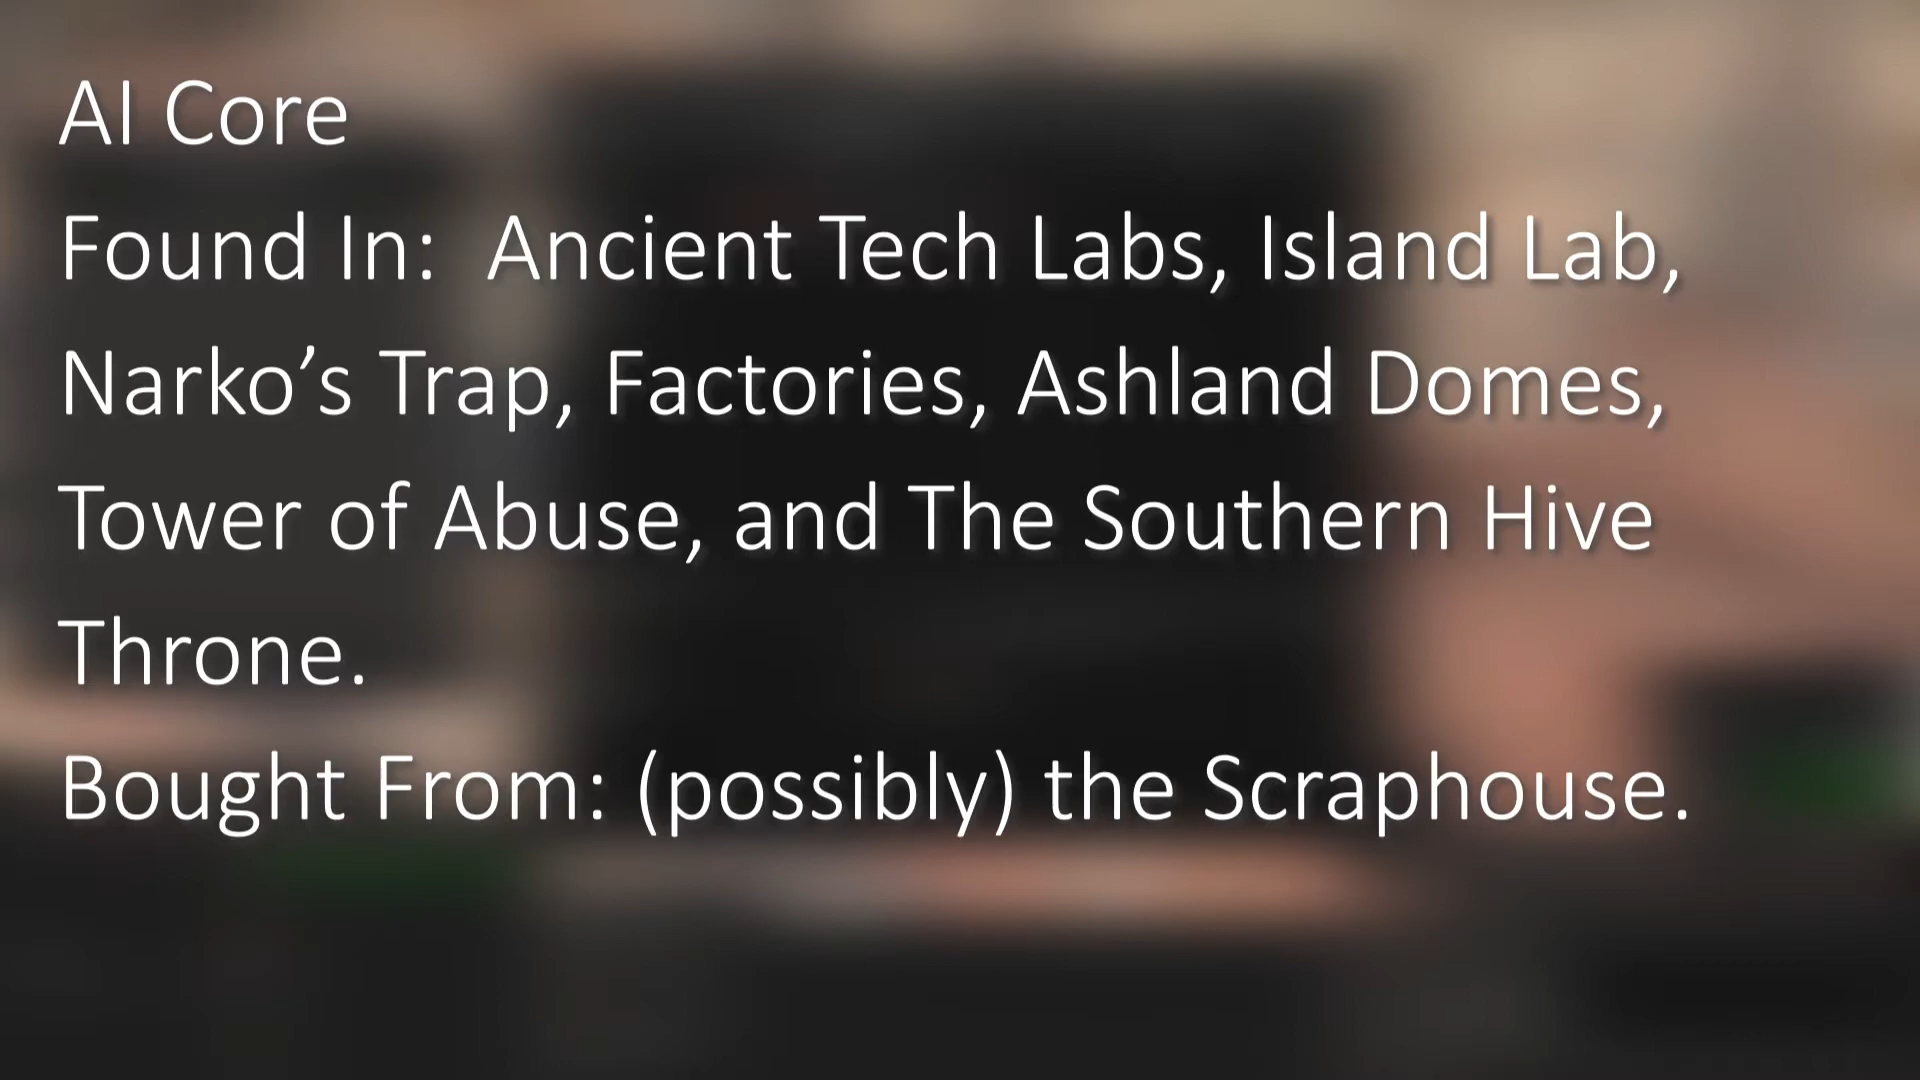 AI Core
Found In:  Ancient Tech Labs, Island Lab,
Narko’s Trap, Factories, Ashland Domes,
Tower of Abuse, and The Southern Hive
Throne.
Bought From: (possibly) the Scraphouse.